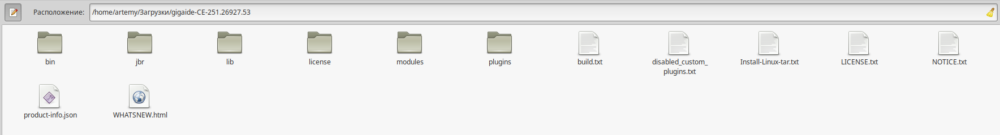 Расположение: /home/artemy/Загрузки/gigaide-CE-251.26927.53
bin jbr lib license modules plugins build.txt disabled_custom_ Install-Linux-tar.txt LICENSE.txt NOTICE.txt
plugins.txt
product-info.json WHATSNEW.html